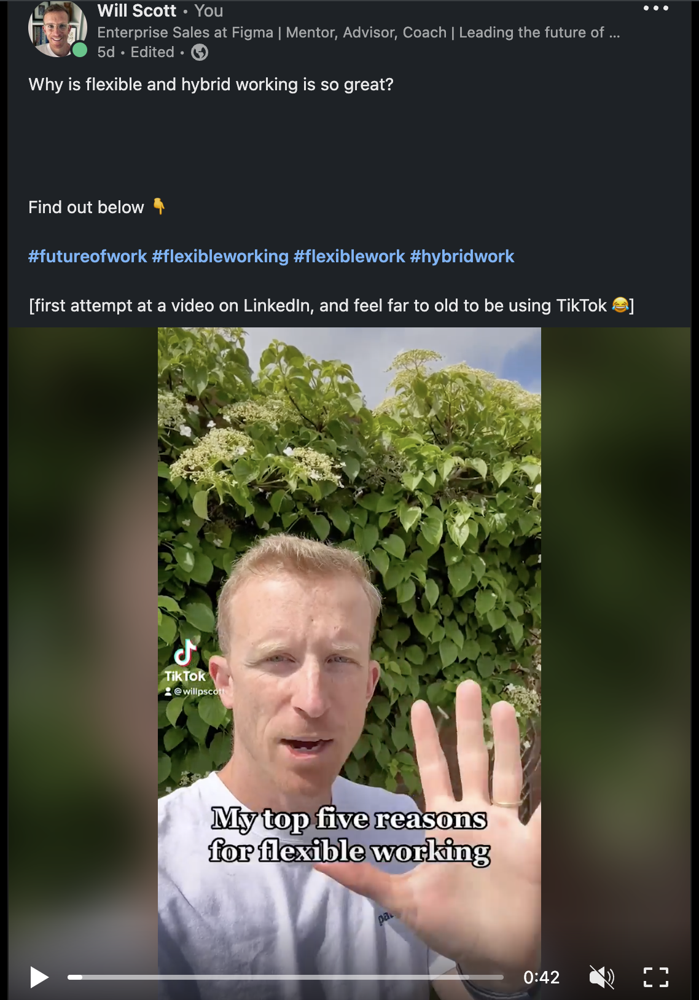 Will Scott • You
Enterprise Sales at Figma | Mentor, Advisor, Coach | Leading the future of ...
5d • Edited •
Why is flexible and hybrid working is so great?
Find out below 👇
#futureofwork #flexibleworking #flexiblework #hybridwork
[first attempt at a video on LinkedIn, and feel far to old to be using TikTok 😂]
TikTok
@willpscott
My top five reasons
for flexible working
0:42